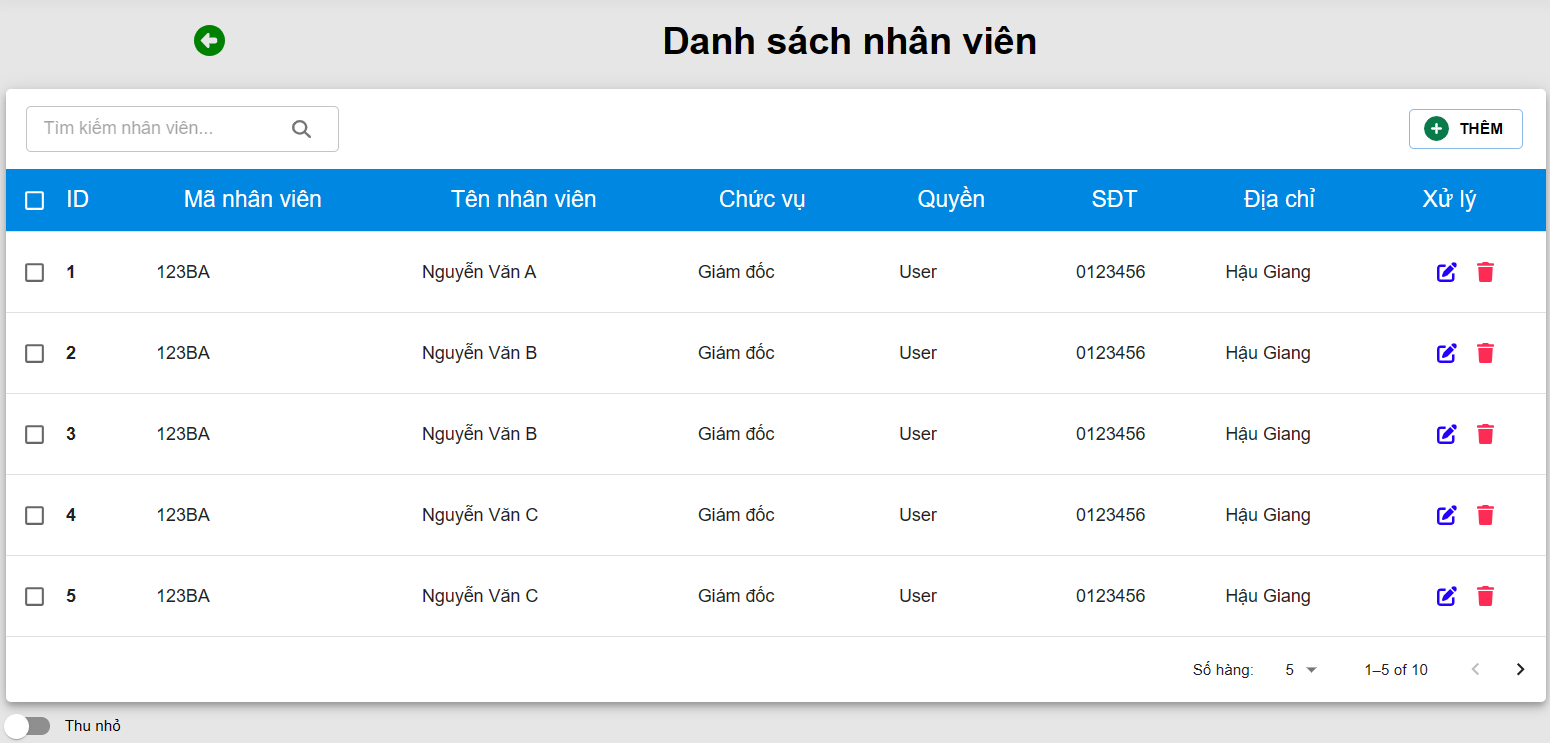 Danh sách nhân viên
Tìm kiếm nhân viên...
THÊM
ID Mã nhân viên Tên nhân viên Chức vụ Quyền SĐT Địa chỉ Xử lý
1 123BA Nguyễn Văn A Giám đốc User 0123456 Hậu Giang
2 123BA Nguyễn Văn B Giám đốc User 0123456 Hậu Giang
3 123BA Nguyễn Văn B Giám đốc User 0123456 Hậu Giang
4 123BA Nguyễn Văn C Giám đốc User 0123456 Hậu Giang
5 123BA Nguyễn Văn C Giám đốc User 0123456 Hậu Giang
Số hàng: 5 1–5 of 10
Thu nhỏ